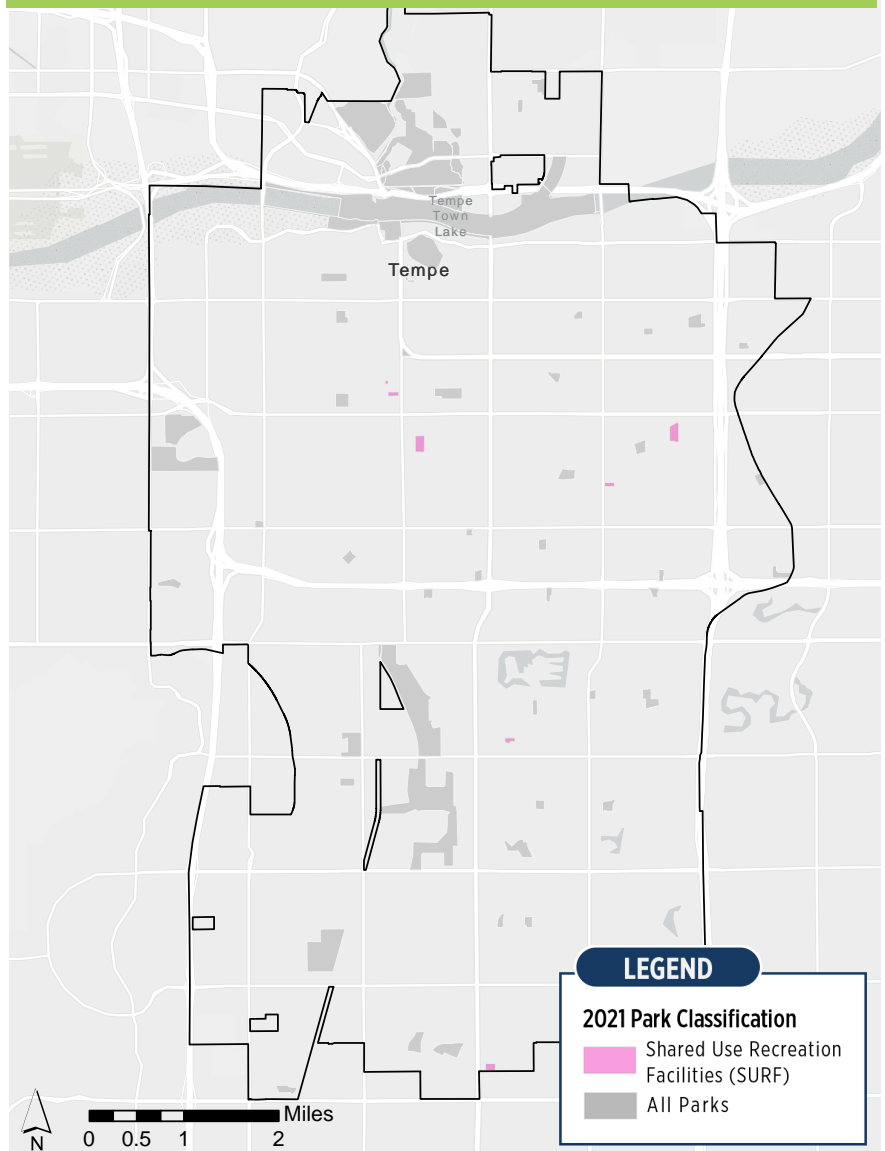 Tempe
Town
Lake
Tempe
LEGEND
2021 Park Classification
Shared Use Recreation
Facilities (SURF)
All Parks
N
Miles
0 0.5 1 2